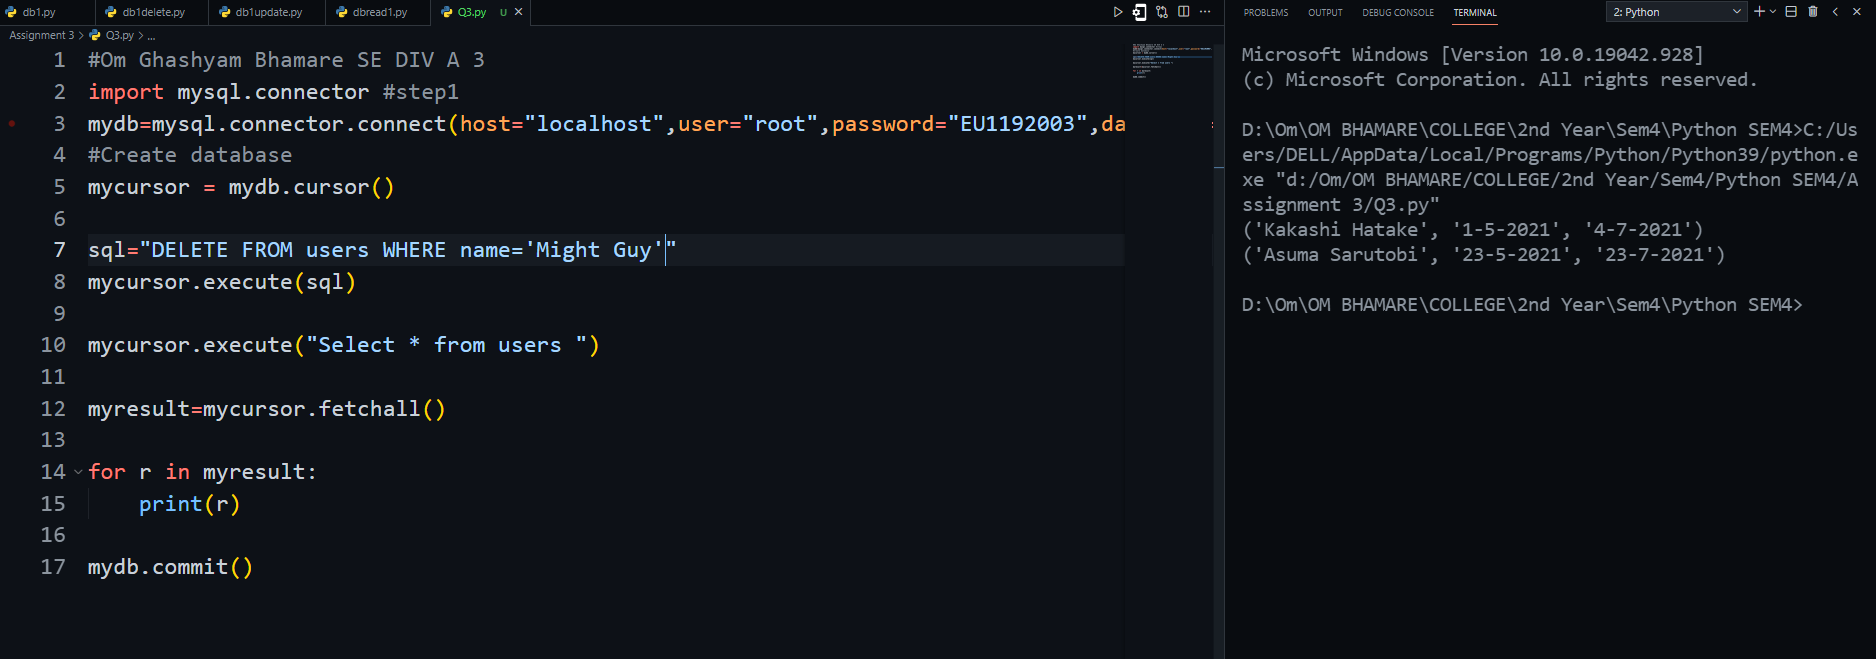 db1.py db1delete.py db1update.py dbread1.py Q3.py U
Assignment 3 > Q3.py > ...
1 #Om Ghashyam Bhamare SE DIV A 3
2 import mysql.connector #step1
3 mydb=mysql.connector.connect(host="localhost",user="root",password="EU1192003",da
4 #Create database
5 mycursor = mydb.cursor()
6
7 sql="DELETE FROM users WHERE name='Might Guy'"
8 mycursor.execute(sql)
9
10 mycursor.execute("Select * from users ")
11
12 myresult=mycursor.fetchall()
13
14 for r in myresult:
15 print(r)
16
17 mydb.commit()
PROBLEMS OUTPUT DEBUG CONSOLE TERMINAL 2: Python
Microsoft Windows [Version 10.0.19042.928]
(c) Microsoft Corporation. All rights reserved.
D:\Om\OM BHAMARE\COLLEGE\2nd Year\Sem4\Python SEM4>C:/Us
ers/DELL/AppData/Local/Programs/Python/Python39/python.e
xe "d:/Om/OM BHAMARE/COLLEGE/2nd Year/Sem4/Python SEM4/A
ssignment 3/Q3.py"
('Kakashi Hatake', '1-5-2021', '4-7-2021')
('Asuma Sarutobi', '23-5-2021', '23-7-2021')
D:\Om\OM BHAMARE\COLLEGE\2nd Year\Sem4\Python SEM4>